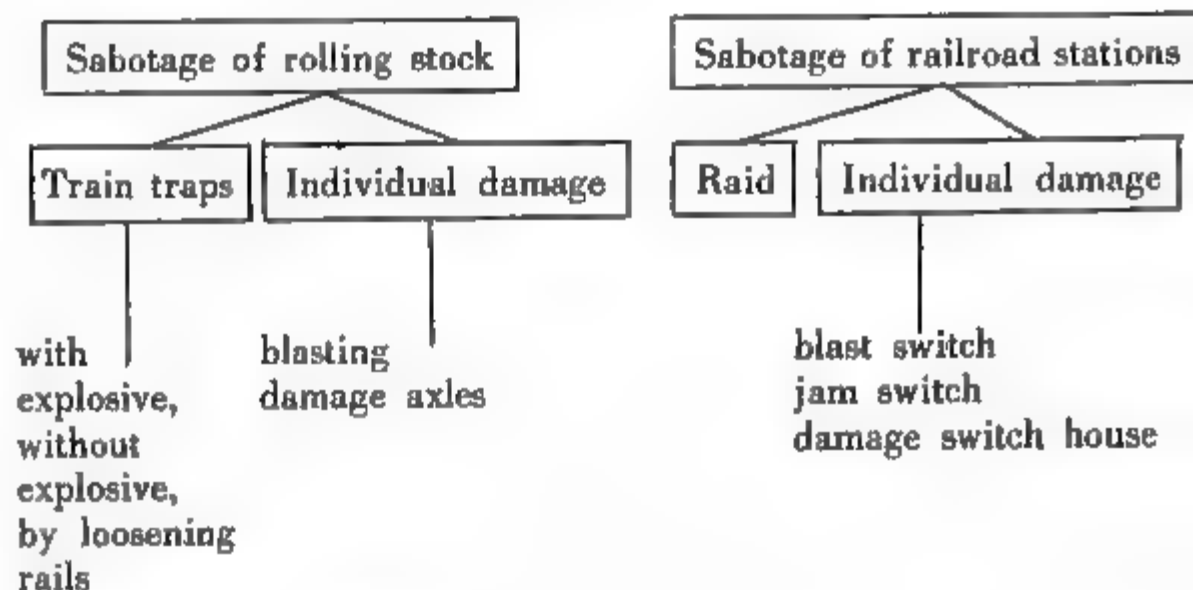 Sabotage of rolling stock
Sabotage of railroad stations
Train traps
Individual damage
Raid
Individual damage
with
explosive,
without
explosive,
by loosening
rails
blasting
damage axles
blast switch
jam switch
damage switch house